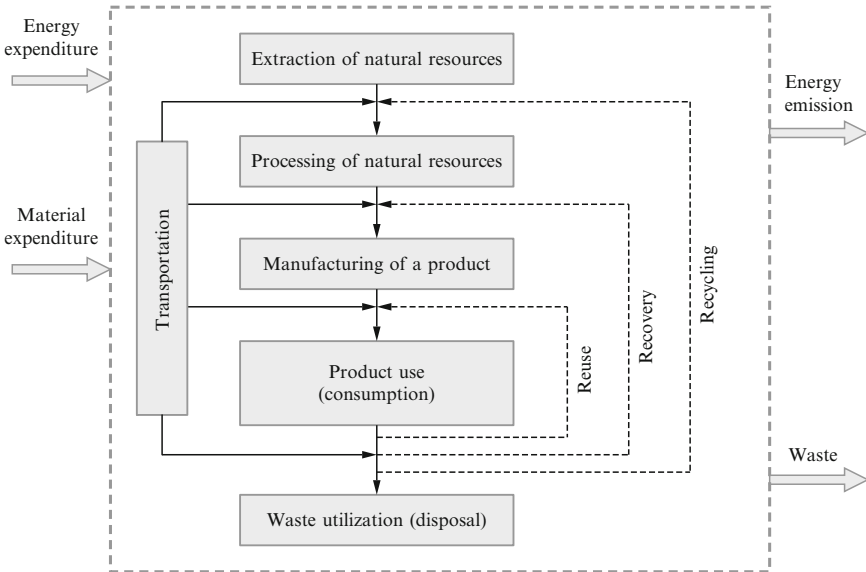 Energy
expenditure
Extraction of natural resources
Energy
emission
Processing of natural resources
Material
expenditure
Transportation
Manufacturing of a product
Recycling
Recovery
Reuse
Product use
(consumption)
Waste
Waste utilization (disposal)